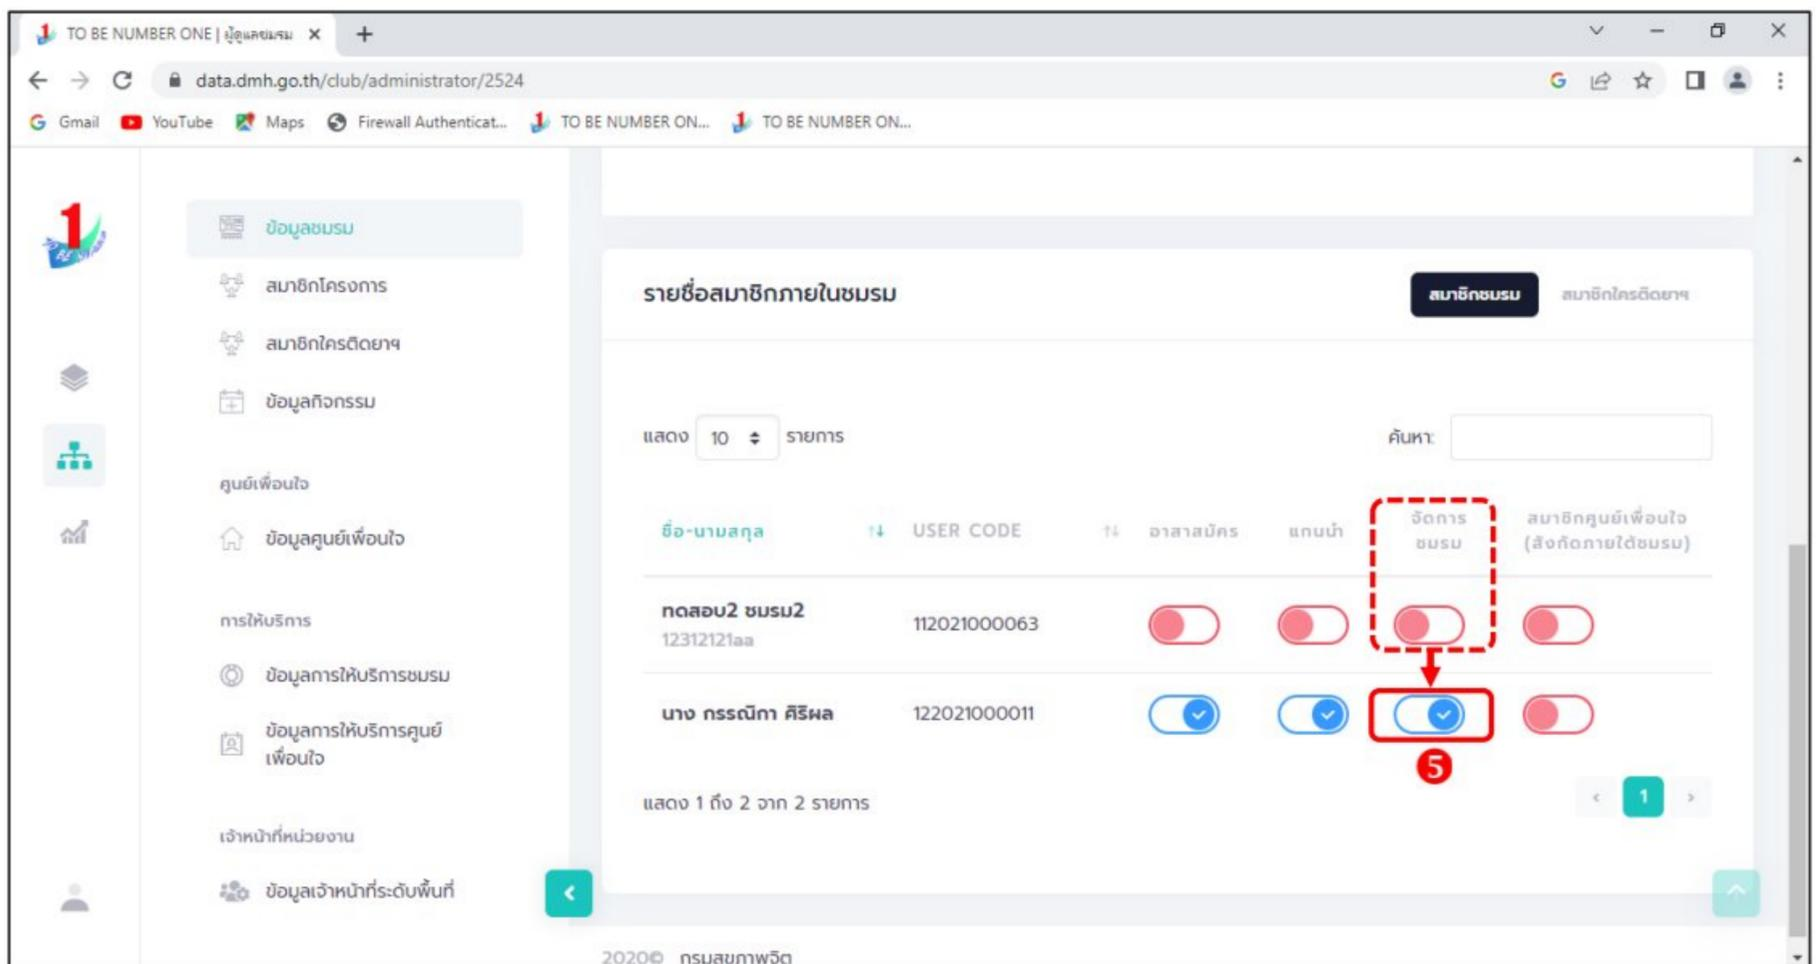 TO BE NUMBER ONE | ผู้ดูแลชมรม
data.dmh.go.th/club/administrator/2524
Gmail YouTube Maps Firewall Authenticat... TO BE NUMBER ON... TO BE NUMBER ON...
ข้อมูลชมรม
สมาชิกโครงการ
สมาชิกใครติดยาฯ
ข้อมูลกิจกรรม
ศูนย์เพื่อนใจ
ข้อมูลศูนย์เพื่อนใจ
การให้บริการ
ข้อมูลการให้บริการชมรม
ข้อมูลการให้บริการศูนย์
เพื่อนใจ
เจ้าหน้าที่หน่วยงาน
ข้อมูลเจ้าหน้าที่ระดับพื้นที่
รายชื่อสมาชิกภายในชมรม
สมาชิกชมรม สมาชิกใครติดยาฯ
แสดง 10 รายการ
ค้นหา:
ชื่อ-นามสกุล USER CODE อาสาสมัคร แกนนำ จัดการ สมาชิกศูนย์เพื่อนใจ
ชมรม (สังกัดภายใต้ชมรม)
ทดสอบ2 ชมรม2 112021000063
12312121aa
นาง กรรณิกา ศิริผล 122021000011
5
แสดง 1 ถึง 2 จาก 2 รายการ
1
2020© กรมสุขภาพจิต